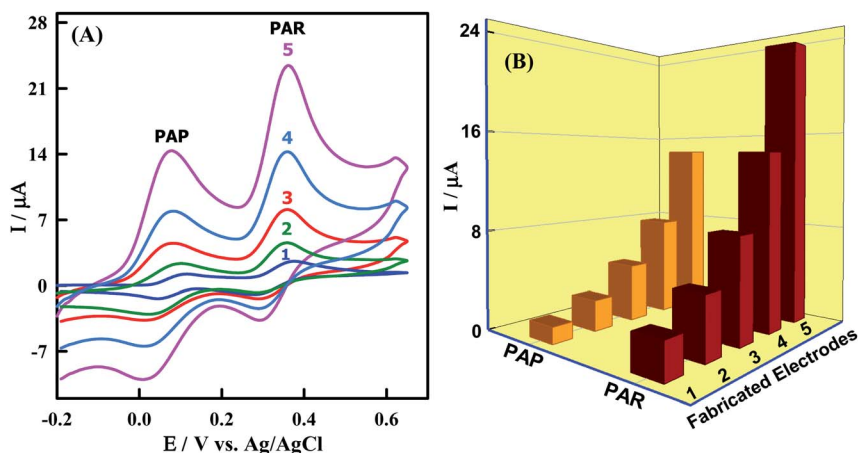 (A)
28
21
14
7
0
-7
I / µA
PAP
PAR
5
4
3
2
1
-0.2 0.0 0.2 0.4 0.6
E / V vs. Ag/AgCl
(B)
24
16
8
0
I / µA
PAP
PAR
1 2 3 4 5
Fabricated Electrodes